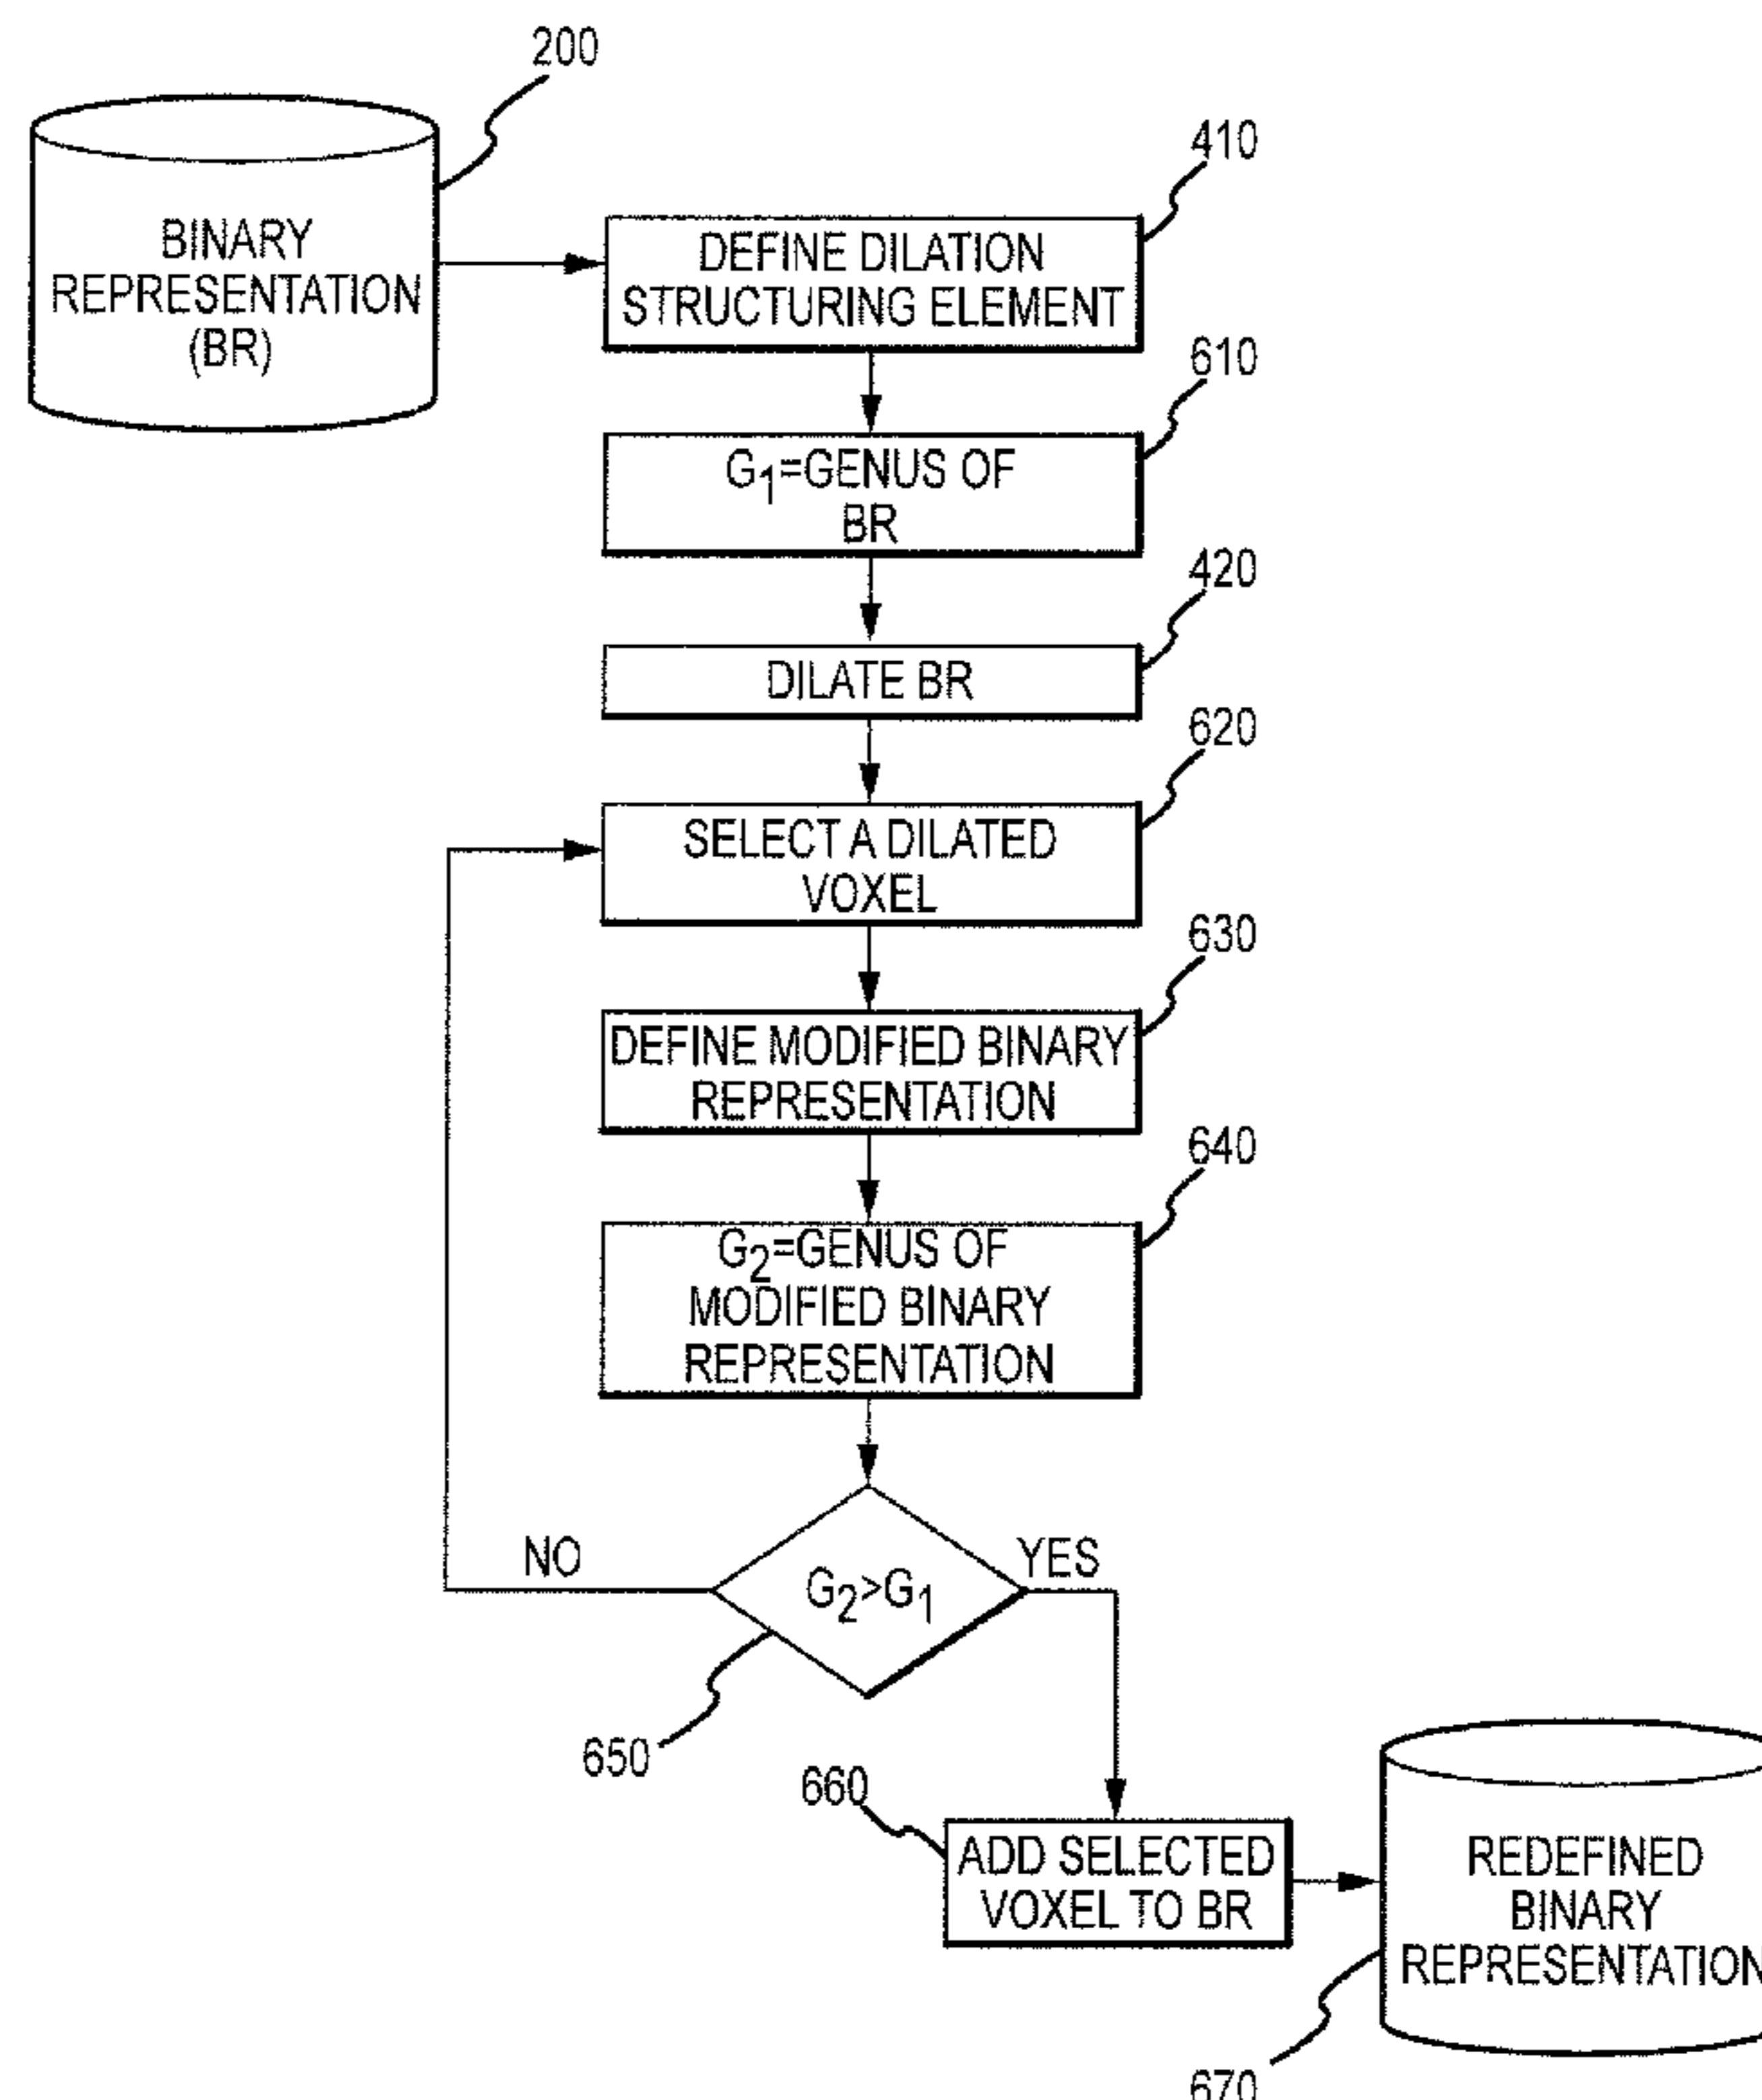 200
BINARY
REPRESENTATION
(BR)
410
DEFINE DILATION
STRUCTURING ELEMENT
610
G1=GENUS OF
BR
420
DILATE BR
620
SELECT A DILATED
VOXEL
630
DEFINE MODIFIED BINARY
REPRESENTATION
640
G2=GENUS OF
MODIFIED BINARY
REPRESENTATION
NO
YES
G2>G1
650
660
ADD SELECTED
VOXEL TO BR
REDEFINED
BINARY
REPRESENTATION
670